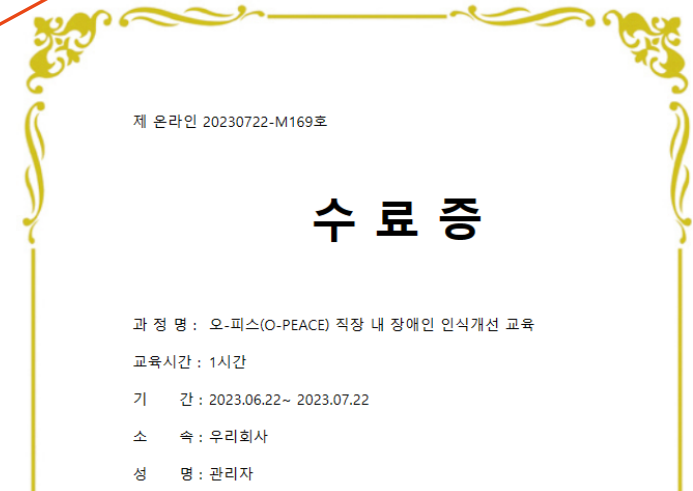 제 온라인 20230722-M169호
수 료 증
과 정 명 : 오-피스(O-PEACE) 직장 내 장애인 인식개선 교육
교육시간 : 1시간
기 간 : 2023.06.22~ 2023.07.22
소 속 : 우리회사
성 명 : 관리자